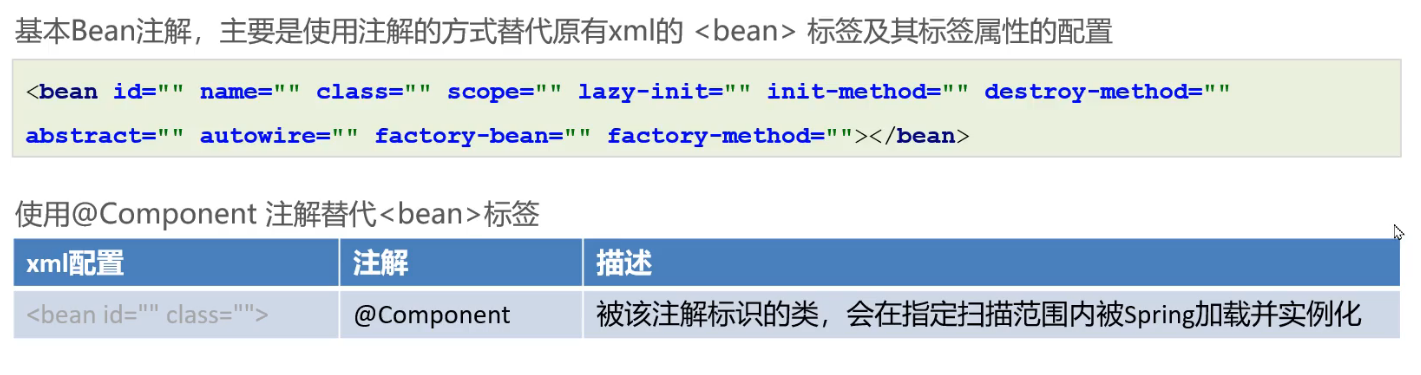 基本Bean注解，主要是使用注解的方式替代原有xml的 <bean> 标签及其标签属性的配置
<bean id="" name="" class="" scope="" lazy-init="" init-method="" destroy-method=""
abstract="" autowire="" factory-bean="" factory-method=""></bean>
使用@Component 注解替代<bean>标签
xml配置 注解 描述
<bean id="" class=""> @Component 被该注解标识的类，会在指定扫描范围内被Spring加载并实例化